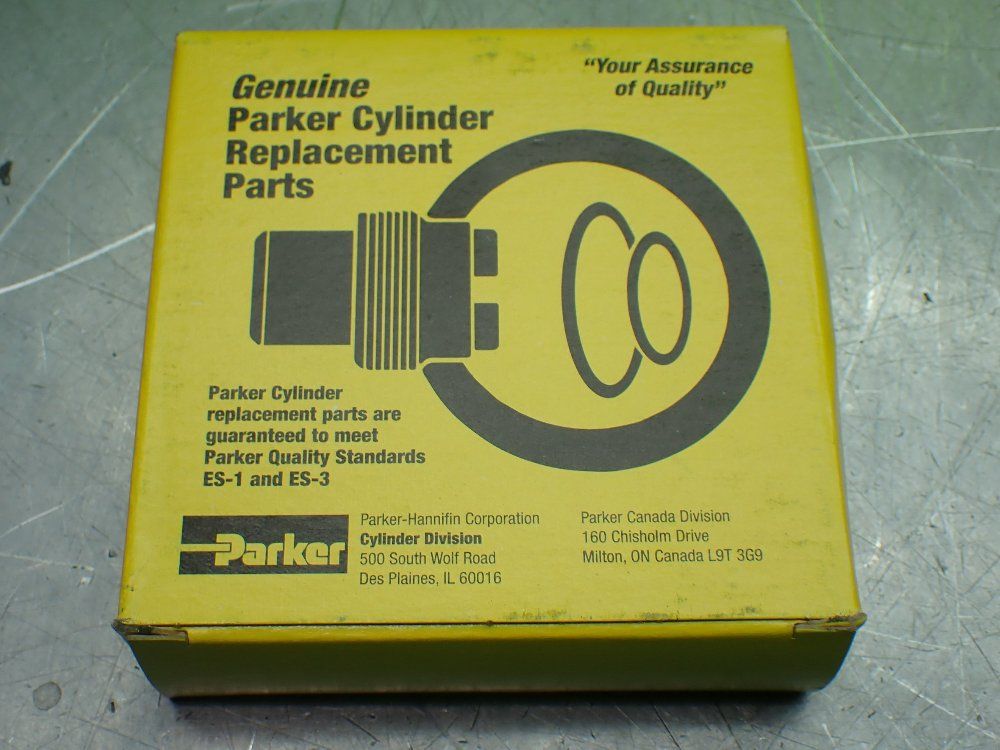 Genuine
Parker Cylinder
Replacement
Parts
“Your Assurance
of Quality”
Parker Cylinder
replacement parts are
guaranteed to meet
Parker Quality Standards
ES-1 and ES-3
Parker
Parker-Hannifin Corporation
Cylinder Division
500 South Wolf Road
Des Plaines, IL 60016
Parker Canada Division
160 Chisholm Drive
Milton, ON Canada L9T 3G9